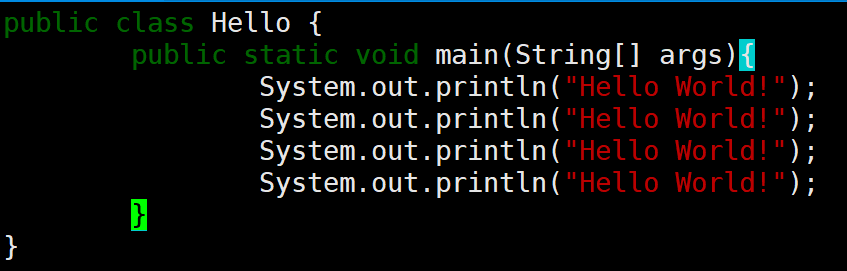 public class Hello {
        public static void main(String[] args){
                System.out.println("Hello World!");
                System.out.println("Hello World!");
                System.out.println("Hello World!");
                System.out.println("Hello World!");
        }
}